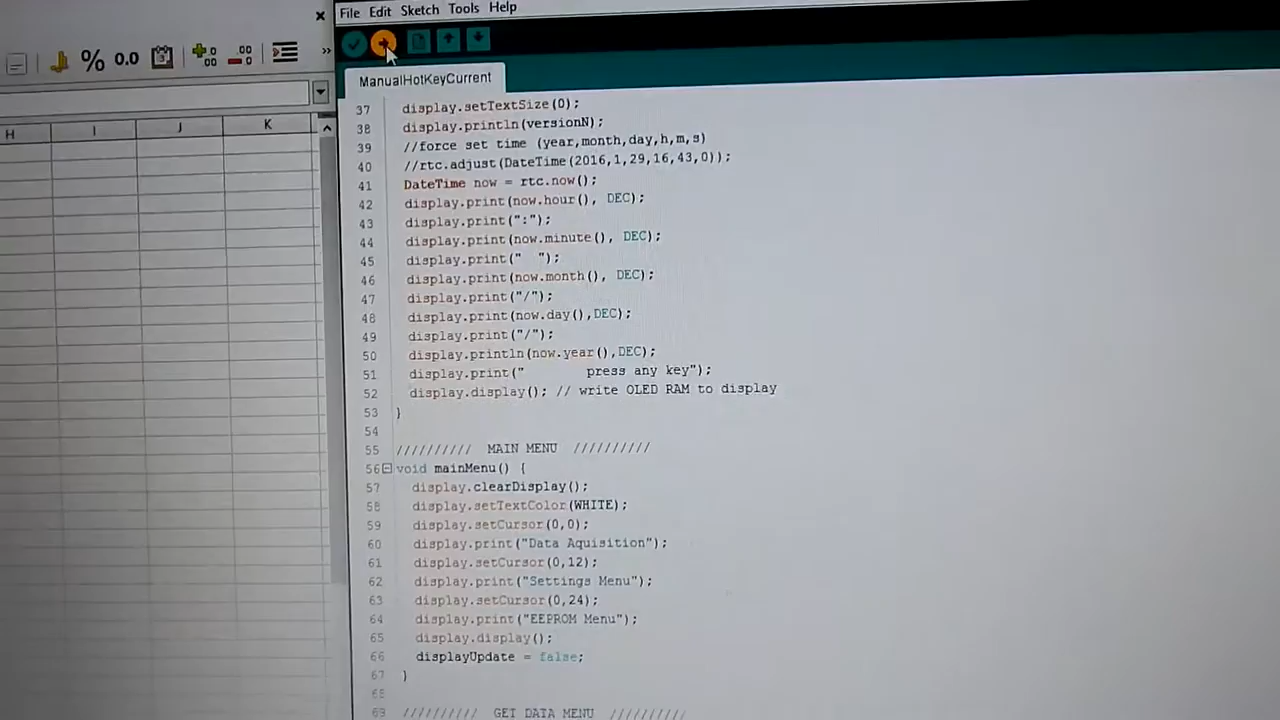 File Edit Sketch Tools Help
% 0.0 .00 .00 »
ManualHotKeyCurrent
H I J K
37 display.setTextSize(0);
38 display.println(versionN);
39 //force set time (year,month,day,h,m,s)
40 //rtc.adjust(DateTime(2016,1,29,16,43,0));
41 DateTime now = rtc.now();
42 display.print(now.hour(), DEC);
43 display.print(":");
44 display.print(now.minute(), DEC);
45 display.print("  ");
46 display.print(now.month(), DEC);
47 display.print("/");
48 display.print(now.day(),DEC);
49 display.print("/");
50 display.println(now.year(),DEC);
51 display.print("        press any key");
52 display.display(); // write OLED RAM to display
53 }
54
55 ////////// MAIN MENU //////////
56 void mainMenu() {
57 display.clearDisplay();
58 display.setTextColor(WHITE);
59 display.setCursor(0,0);
60 display.print("Data Aquisition");
61 display.setCursor(0,12);
62 display.print("Settings Menu");
63 display.setCursor(0,24);
64 display.print("EEPROM Menu");
65 display.display();
66 displayUpdate = false;
67 }
68
69 ////////// GET DATA MENU //////////